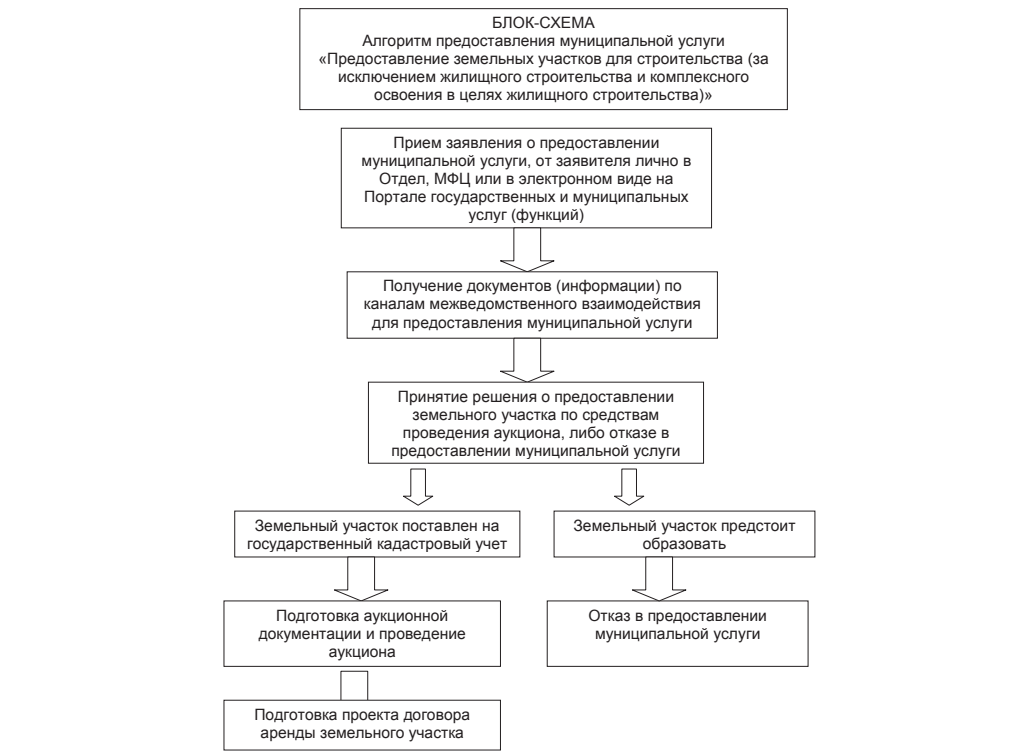 БЛОК-СХЕМА
Алгоритм предоставления муниципальной услуги
«Предоставление земельных участков для строительства (за
исключением жилищного строительства и комплексного
освоения в целях жилищного строительства)»
Прием заявления о предоставлении
муниципальной услуги, от заявителя лично в
Отдел, МФЦ или в электронном виде на
Портале государственных и муниципальных
услуг (функций)
Получение документов (информации) по
каналам межведомственного взаимодействия
для предоставления муниципальной услуги
Принятие решения о предоставлении
земельного участка по средствам
проведения аукциона, либо отказе в
предоставлении муниципальной услуги
Земельный участок поставлен на
государственный кадастровый учет
Земельный участок предстоит
образовать
Подготовка аукционной
документации и проведение
аукциона
Отказ в предоставлении
муниципальной услуги
Подготовка проекта договора
аренды земельного участка